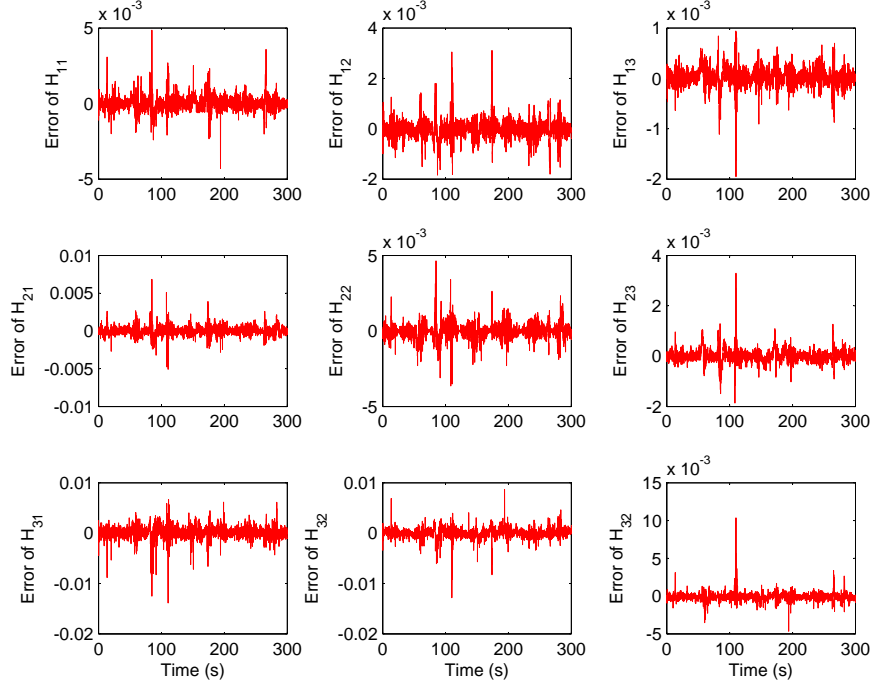 x 10⁻³
x 10⁻³
x 10⁻³
Error of H₁₁
5
0
-5
0 100 200 300
Error of H₁₂
4
2
0
-2
0 100 200 300
Error of H₁₃
1
0
-1
-2
0 100 200 300
Error of H₂₁
0.01
0.005
0
-0.005
-0.01
0 100 200 300
x 10⁻³
Error of H₂₂
5
0
-5
0 100 200 300
x 10⁻³
Error of H₂₃
4
2
0
-2
0 100 200 300
Error of H₃₁
0.01
0
-0.01
-0.02
0 100 200 300
Time (s)
Error of H₃₂
0.01
0
-0.01
-0.02
0 100 200 300
Time (s)
x 10⁻³
Error of H₃₂
15
10
5
0
-5
0 100 200 300
Time (s)